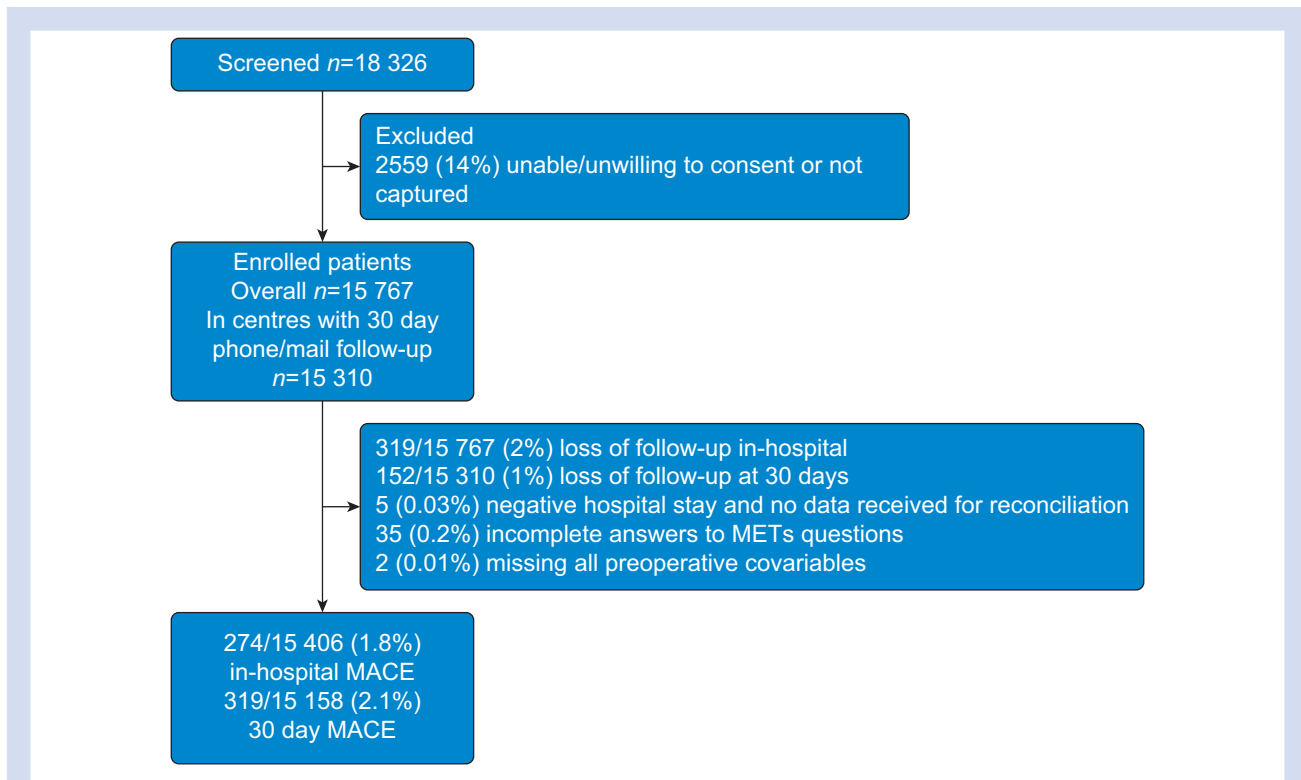 Screened n=18 326
Excluded
2559 (14%) unable/unwilling to consent or not
captured
Enrolled patients
Overall n=15 767
In centres with 30 day
phone/mail follow-up
n=15 310
319/15 767 (2%) loss of follow-up in-hospital
152/15 310 (1%) loss of follow-up at 30 days
5 (0.03%) negative hospital stay and no data received for reconciliation
35 (0.2%) incomplete answers to METs questions
2 (0.01%) missing all preoperative covariables
274/15 406 (1.8%)
in-hospital MACE
319/15 158 (2.1%)
30 day MACE